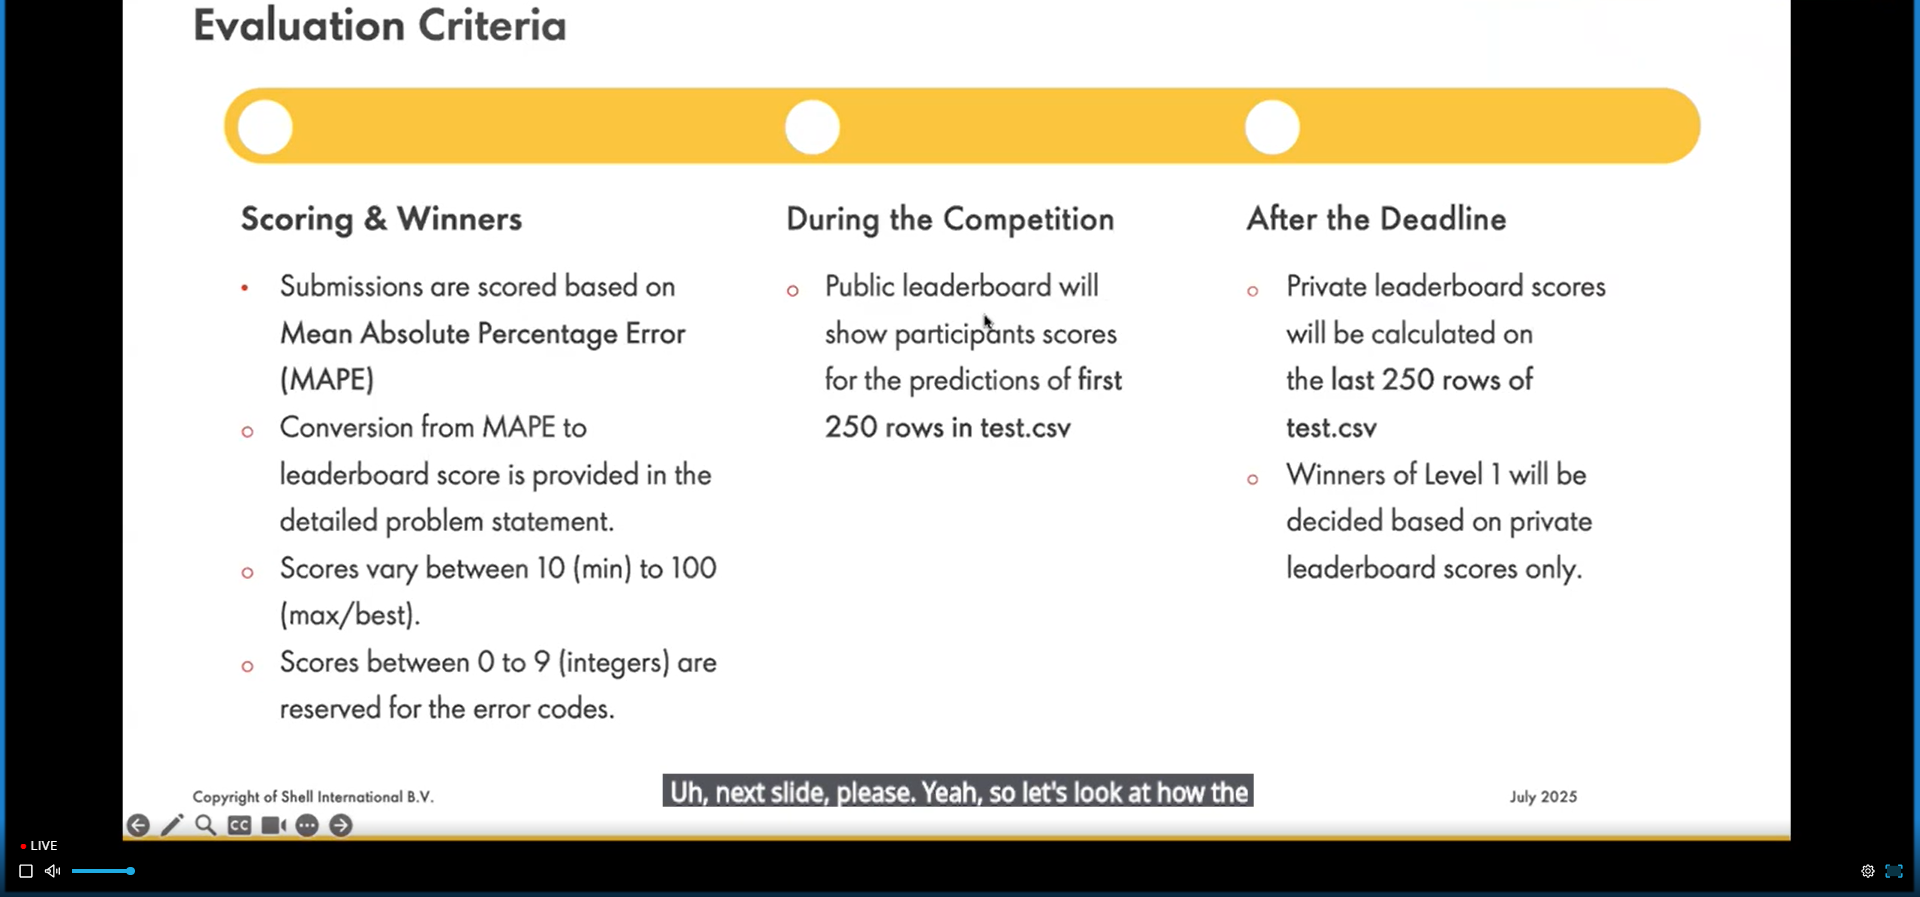 Evaluation Criteria
Scoring & Winners
Submissions are scored based on
Mean Absolute Percentage Error
(MAPE)
Conversion from MAPE to
leaderboard score is provided in the
detailed problem statement.
Scores vary between 10 (min) to 100
(max/best).
Scores between 0 to 9 (integers) are
reserved for the error codes.
During the Competition
Public leaderboard will
show participants scores
for the predictions of first
250 rows in test.csv
After the Deadline
Private leaderboard scores
will be calculated on
the last 250 rows of
test.csv
Winners of Level 1 will be
decided based on private
leaderboard scores only.
Copyright of Shell International B.V.
Uh, next slide, please. Yeah, so let's look at how the
July 2025
CC
LIVE